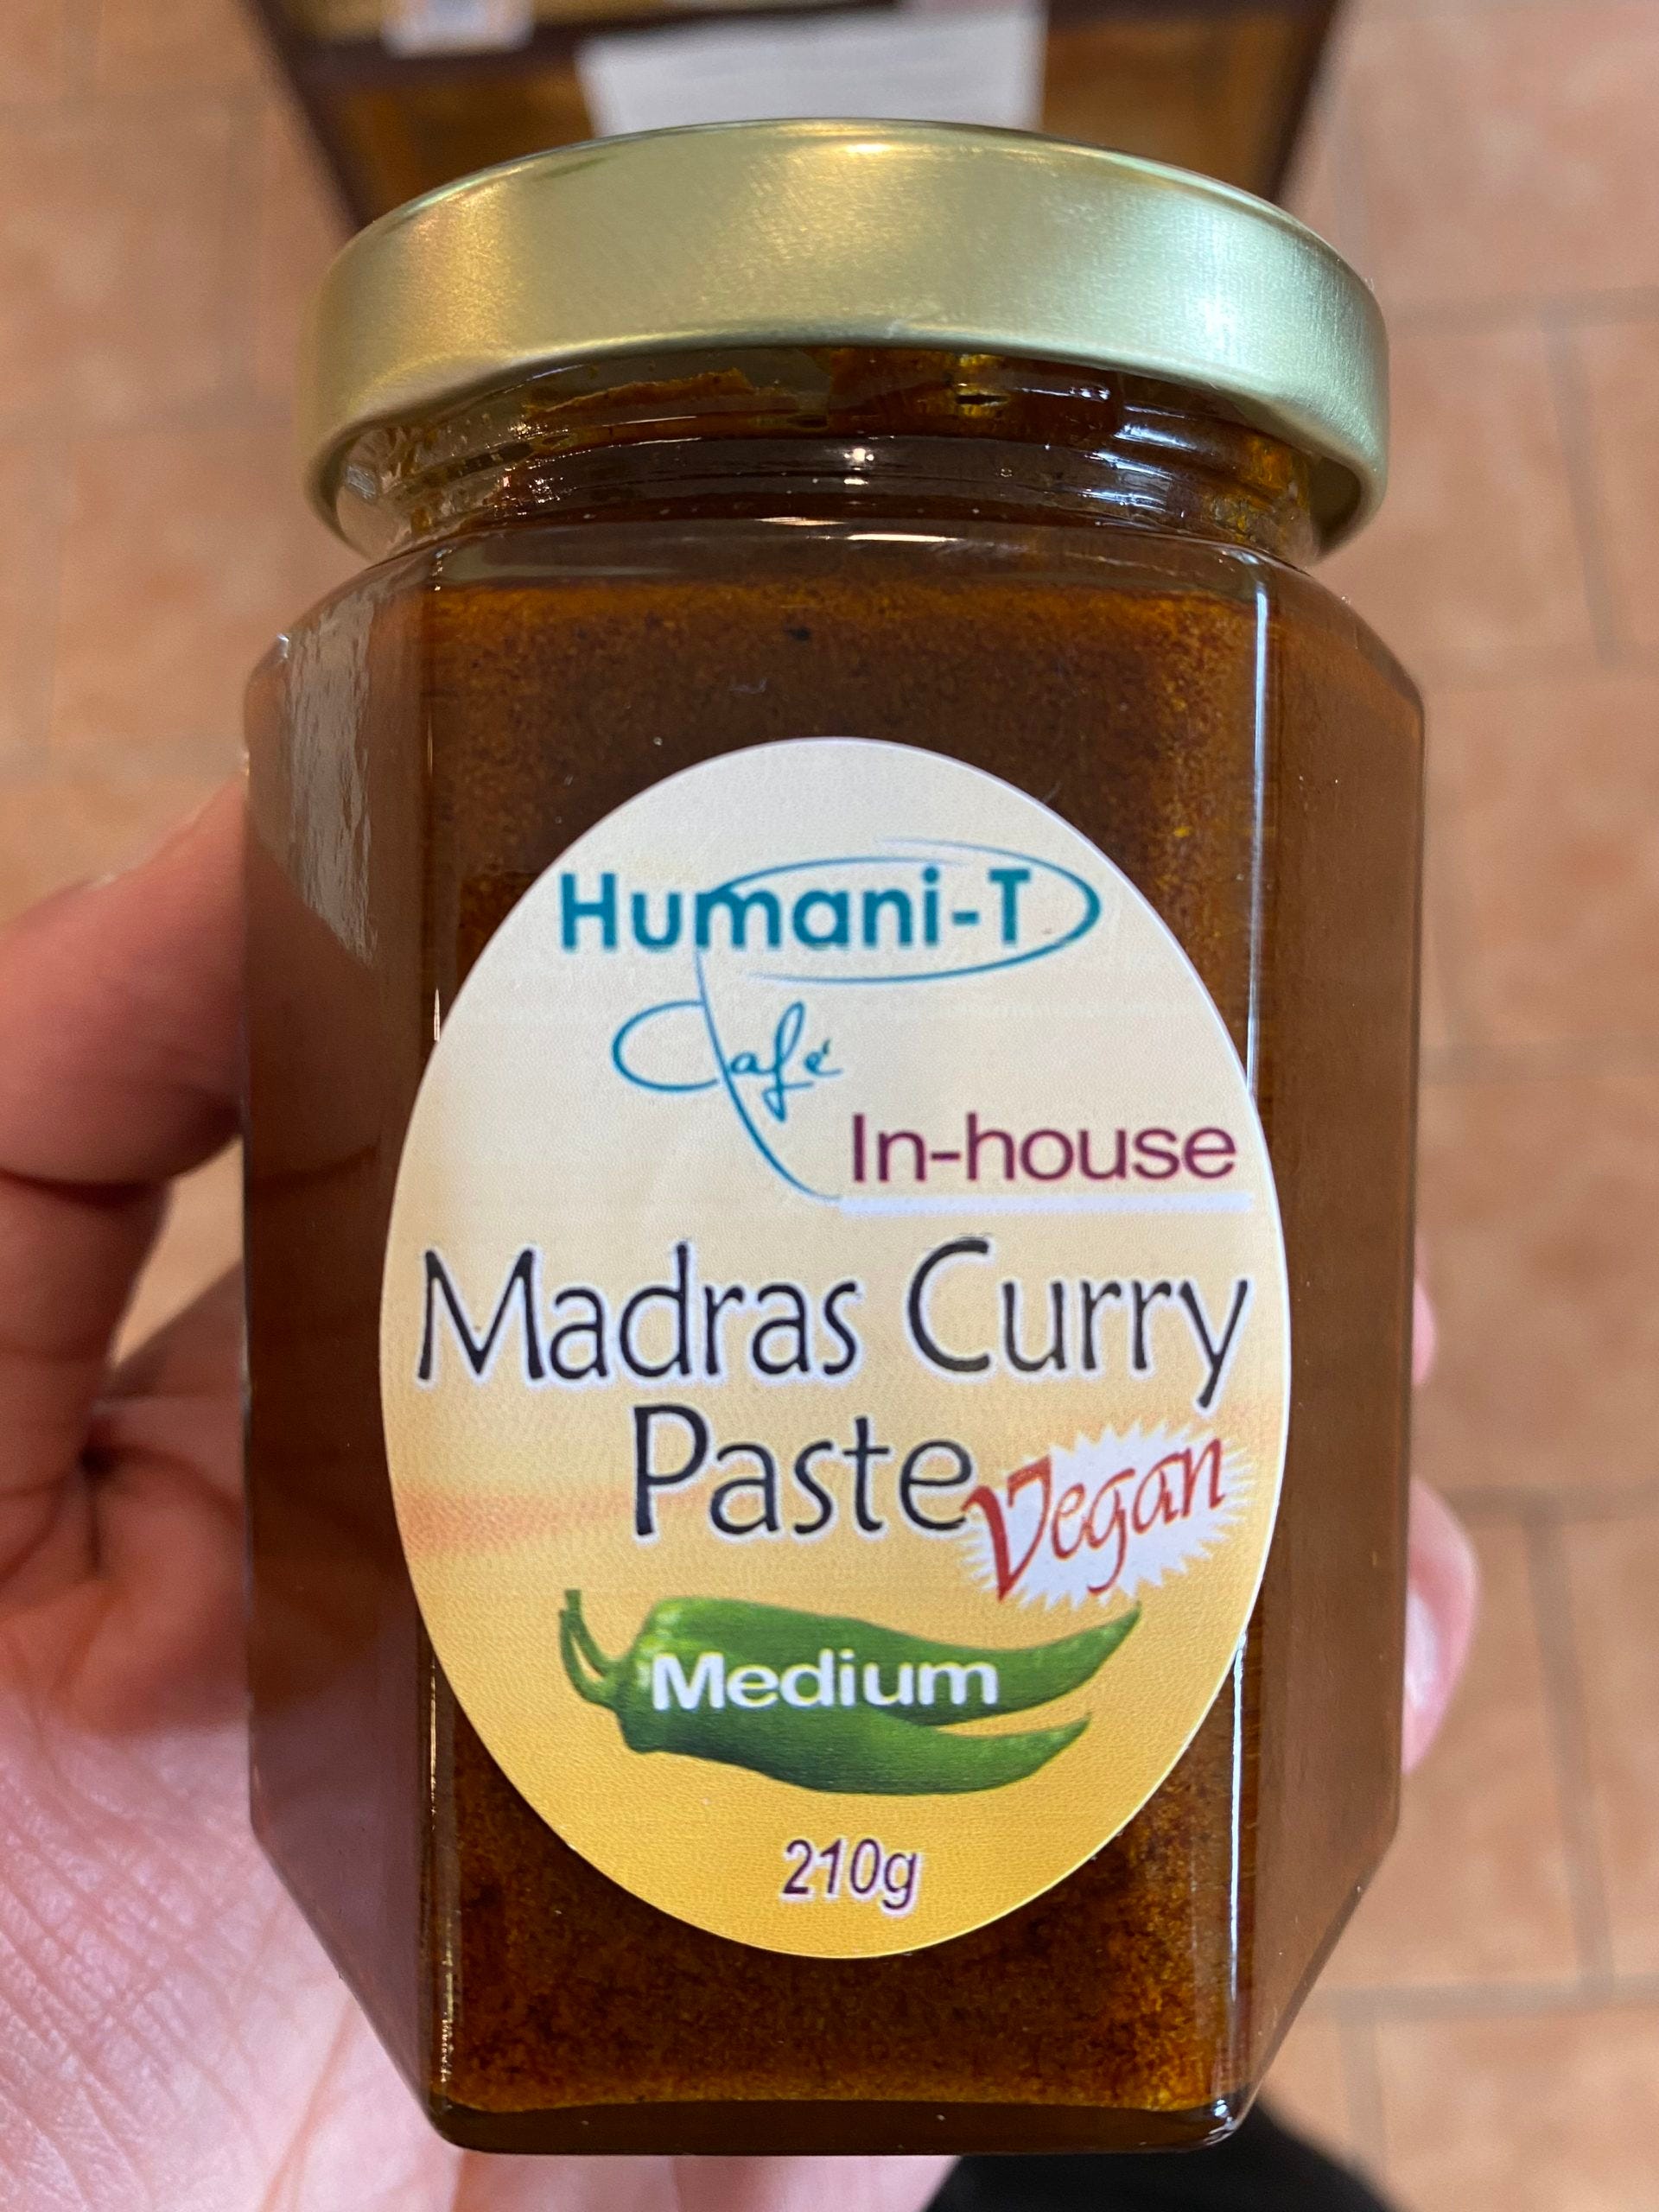 Humani-T
Café
In-house
Madras Curry
Paste
Vegan
Medium
210g